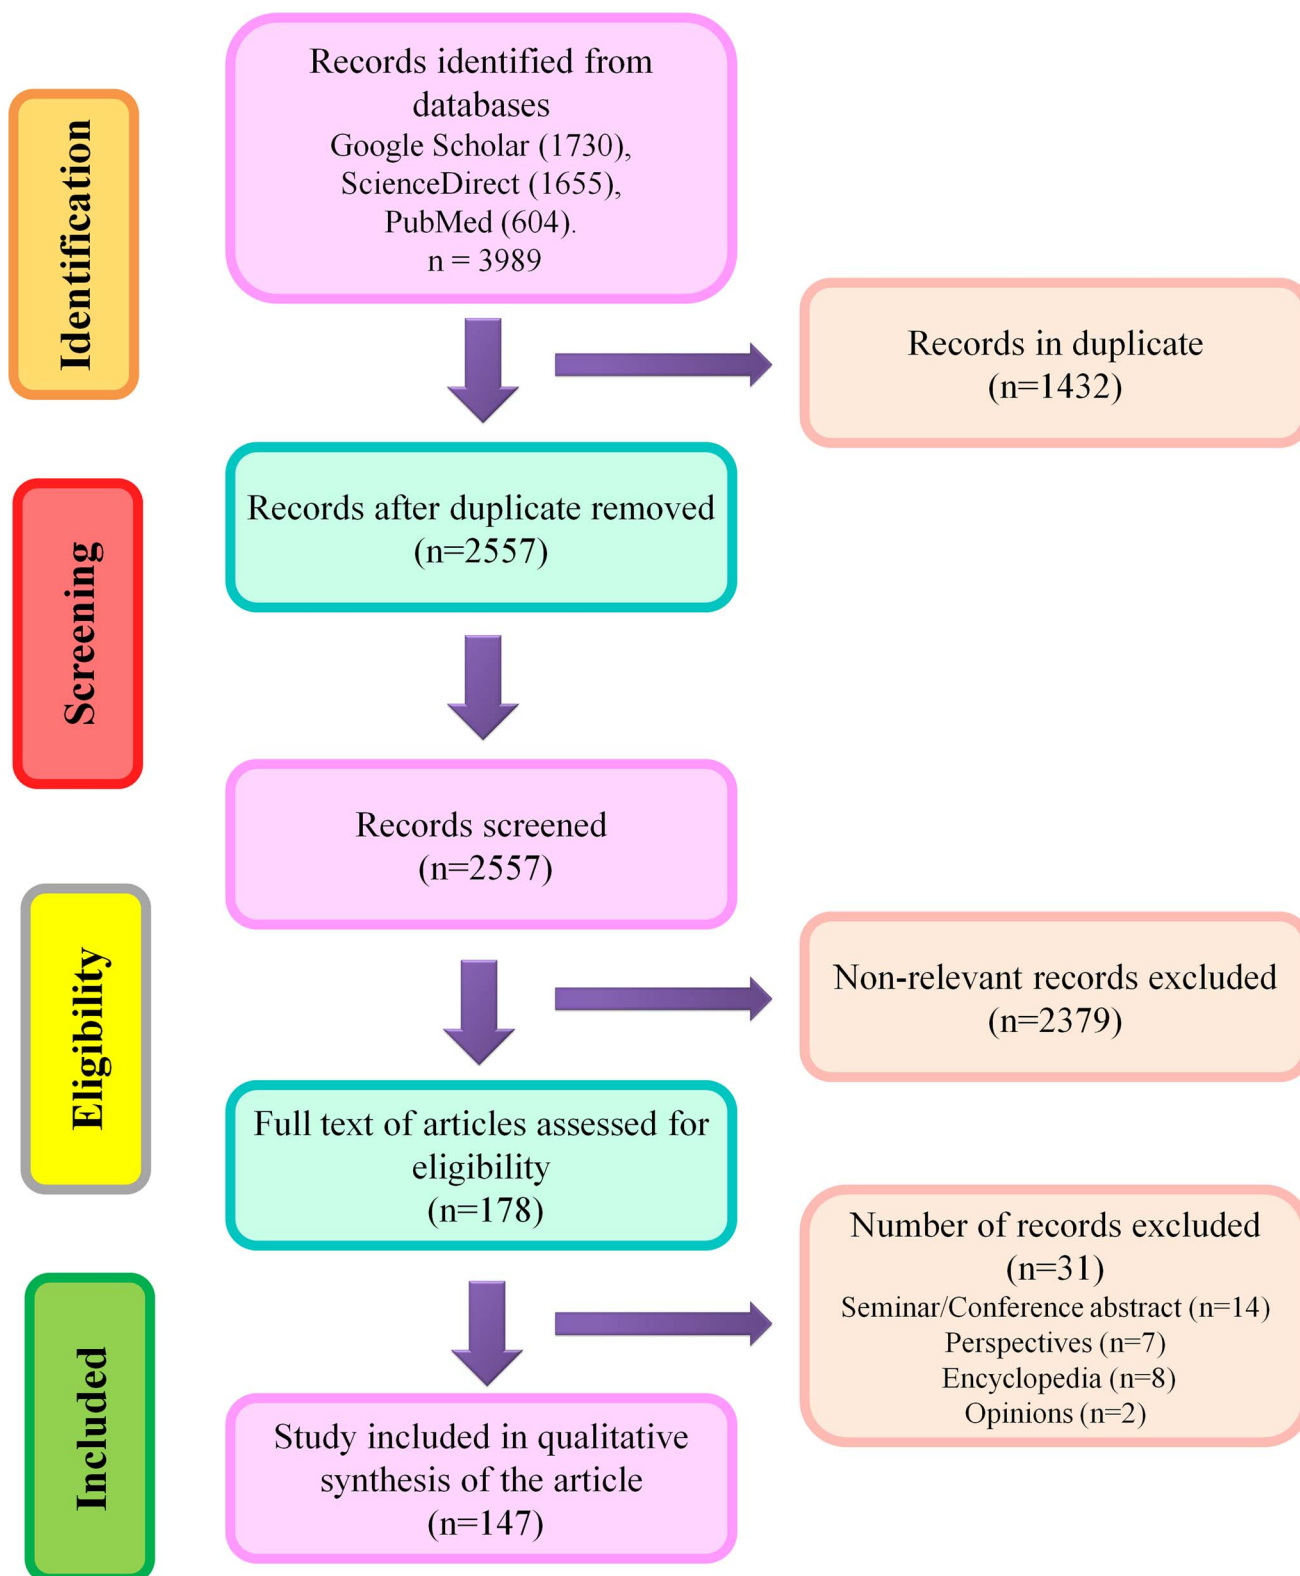 Identification
Records identified from
databases
Google Scholar (1730),
ScienceDirect (1655),
PubMed (604).
n = 3989
Records in duplicate
(n=1432)
Screening
Records after duplicate removed
(n=2557)
Records screened
(n=2557)
Eligibility
Non-relevant records excluded
(n=2379)
Full text of articles assessed for
eligibility
(n=178)
Number of records excluded
(n=31)
Seminar/Conference abstract (n=14)
Perspectives (n=7)
Encyclopedia (n=8)
Opinions (n=2)
Included
Study included in qualitative
synthesis of the article
(n=147)